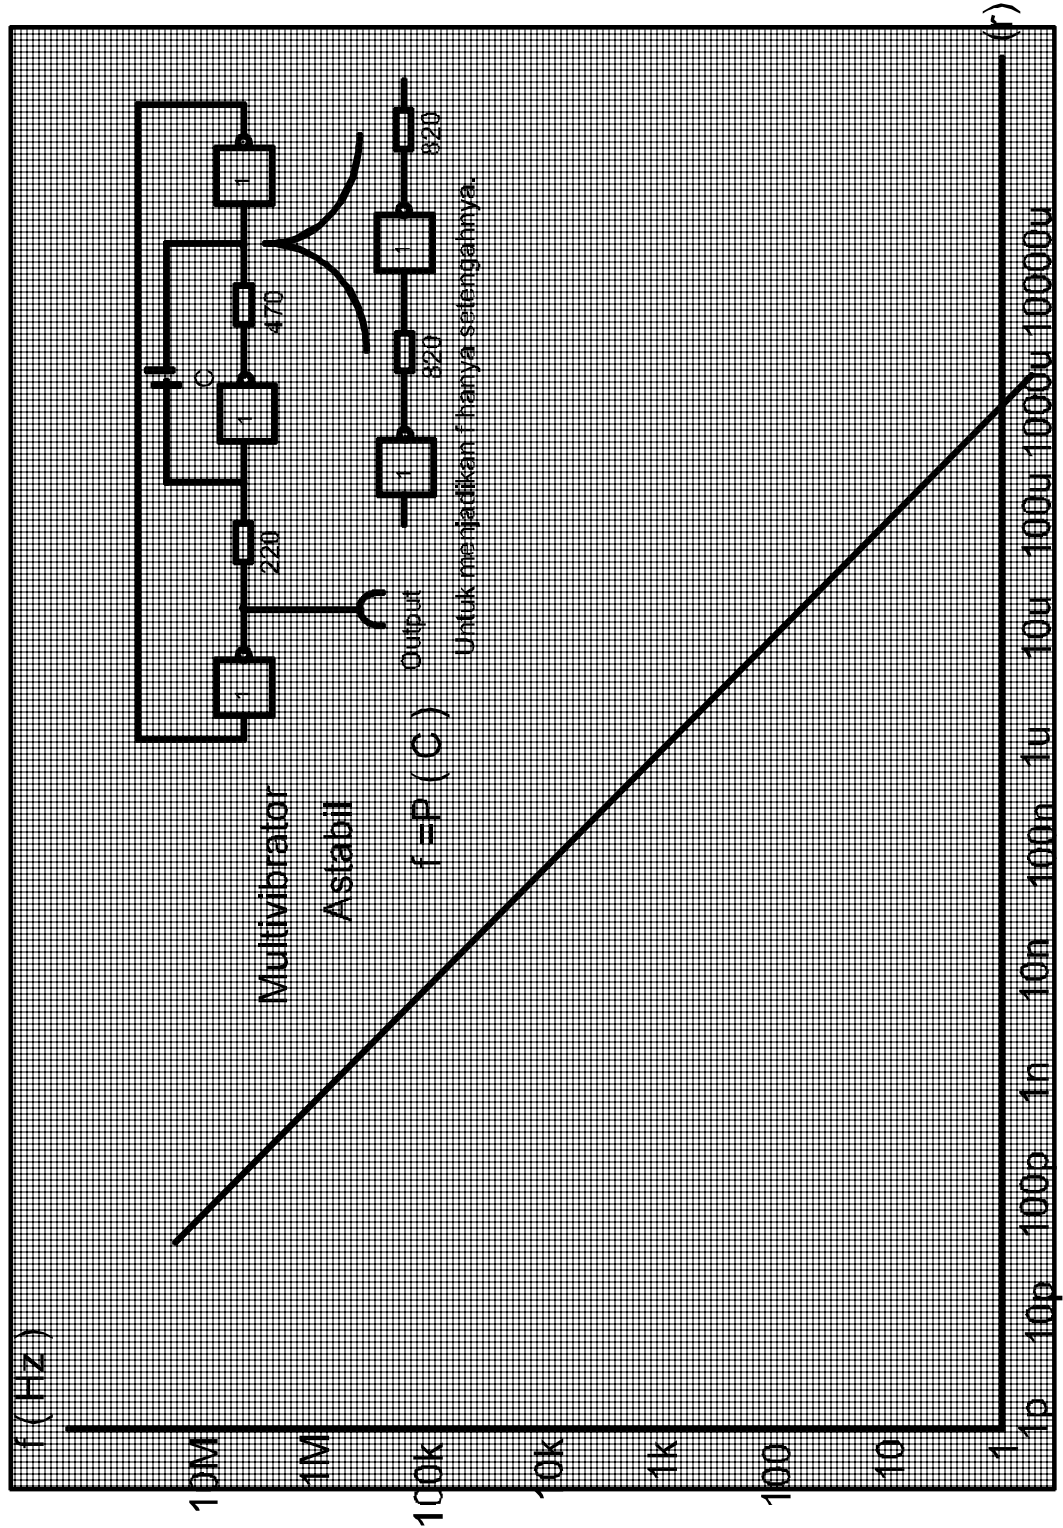 f ( Hz )
10M
1M
100k
10k
1k
100
10
1
1p 10p 100p 1n 10n 100n 1u 10u 100u 1000u 10000u
(r)
Multivibrator
Astabil
f =P ( C )
C
1
220
1
470
1
Output
1
820
1
820
Untuk menjadikan f hanya setengahnya.